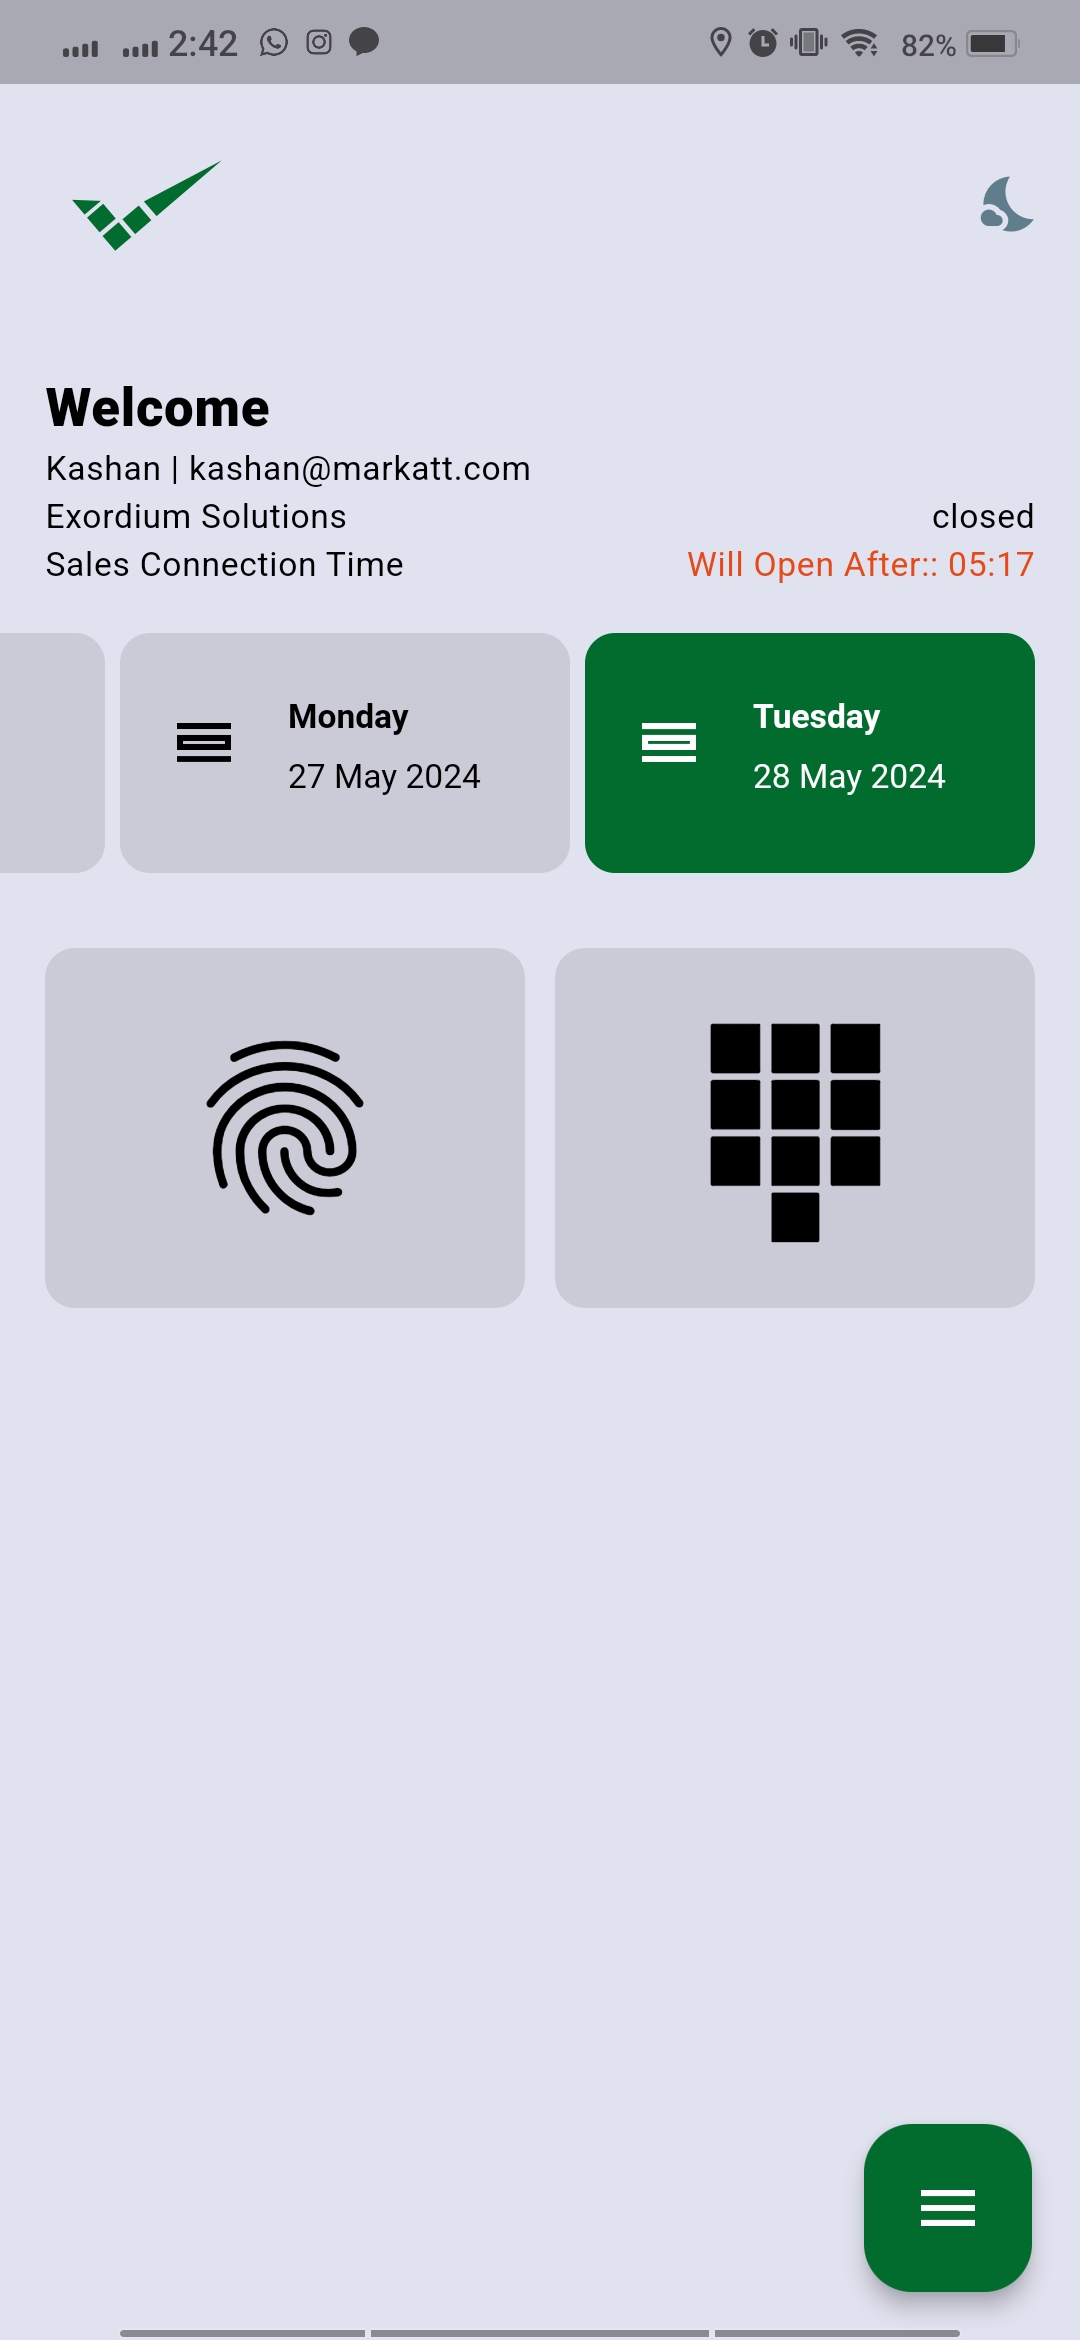 2:42
82%
Welcome
Kashan | kashan@markatt.com
Exordium Solutions
closed
Sales Connection Time
Will Open After:: 05:17
Monday
27 May 2024
Tuesday
28 May 2024